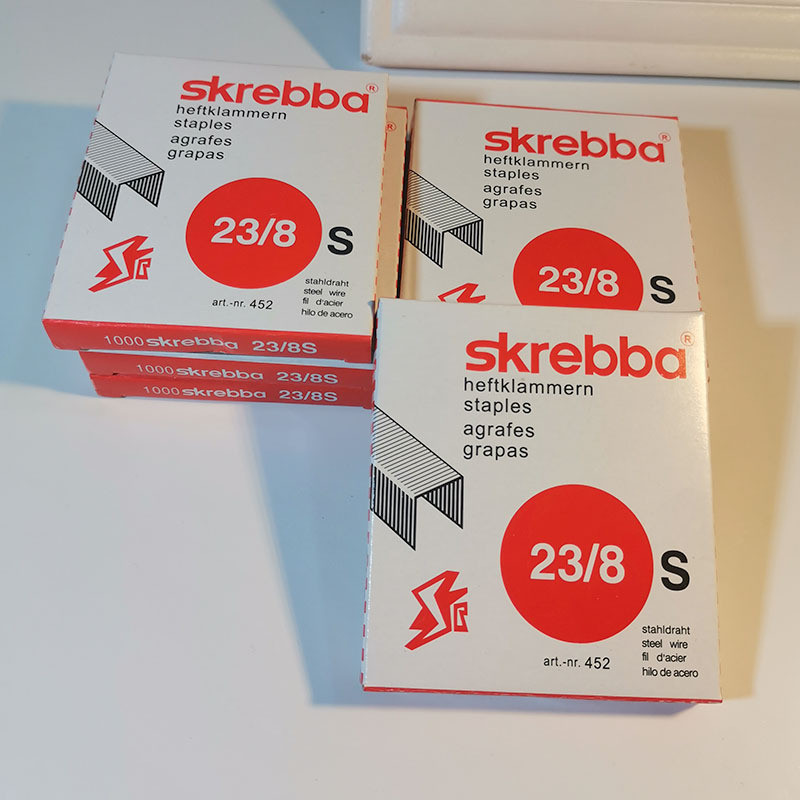 skrebba®
heftklammern
staples
agrafes
grapas
23/8 S
stahldraht
steel wire
fil d'acier
hilo de acero
art.-nr. 452
1000 skrebba 23/8S
1000 skrebba 23/8S
1000 skrebba 23/8S
®
skrebba®
heftklammern
staples
agrafes
grapas
23/8 S
skrebba®
heftklammern
staples
agrafes
grapas
23/8 S
stahldraht
steel wire
fil d'acier
hilo de acero
art.-nr. 452